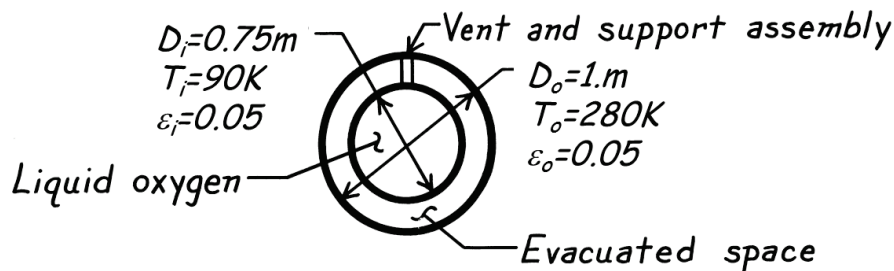 Vent and support assembly
Dᵢ=0.75m
Tᵢ=90K
εᵢ=0.05
Dₒ=1.m
Tₒ=280K
εₒ=0.05
Liquid oxygen
Evacuated space